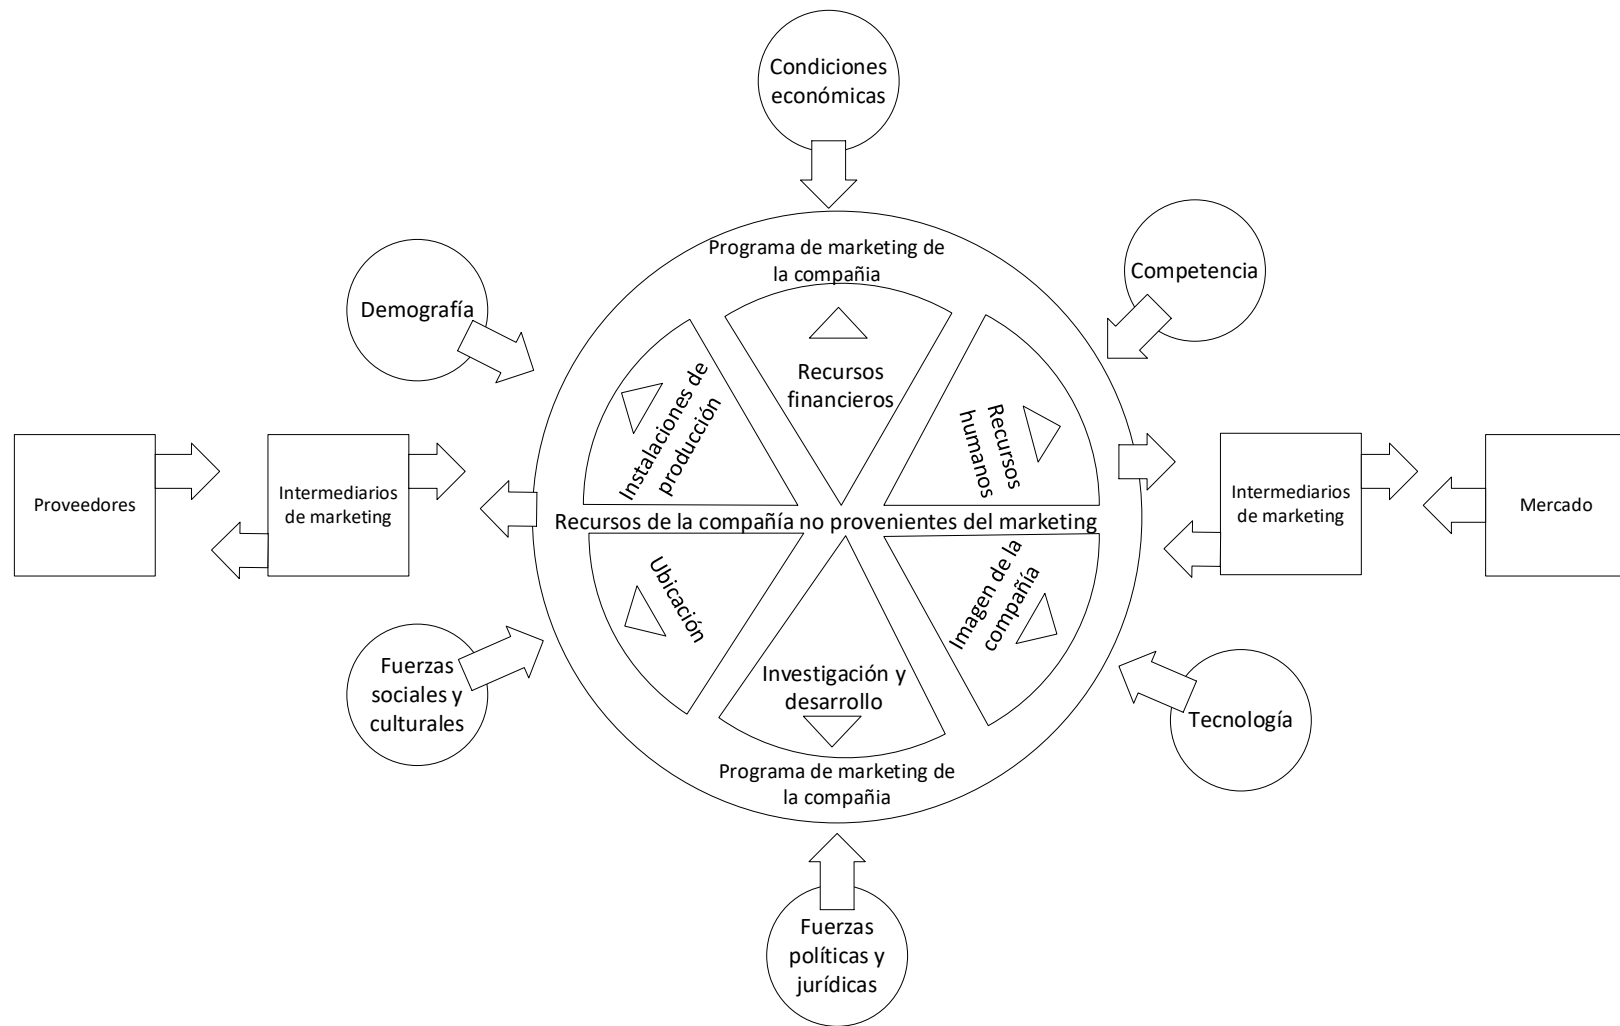 Condiciones
económicas
Programa de marketing de
la compañia
Competencia
Demografía
Recursos
financieros
Instalaciones de
producción
Recursos
humanos
Proveedores
Intermediarios
de marketing
Recursos de la compañía no provenientes del marketing
Intermediarios
de marketing
Mercado
Ubicación
Imagen de la
compañía
Investigación y
desarrollo
Fuerzas
sociales y
culturales
Tecnología
Programa de marketing de
la compañia
Fuerzas
políticas y
jurídicas